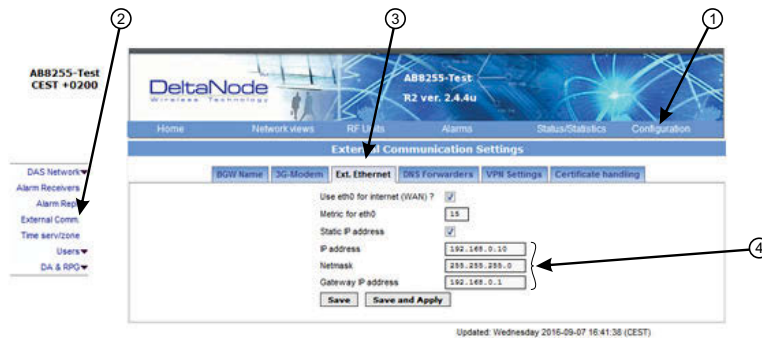 2
3
1
AB8255-Test
CEST +0200
DeltaNode
Wireless Technology
AB8255-Test
R2 ver. 2.4.4u
Home Network views RF Units Alarms Status/Statistics Configuration
External Communication Settings
BGW Name 3G-Modem Ext. Ethernet DNS Forwarders VPN Settings Certificate handling
DAS Network
Alarm Receivers
Alarm Rep.
External Comm.
Time serv/zone
Users
DA & RPG
Use eth0 for internet (WAN) ?
Metric for eth0 15
Static IP address
IP address 192.168.0.10
Netmask 255.255.255.0
Gateway IP address 192.168.0.1
4
Save Save and Apply
Updated: Wednesday 2016-09-07 16:41:38 (CEST)